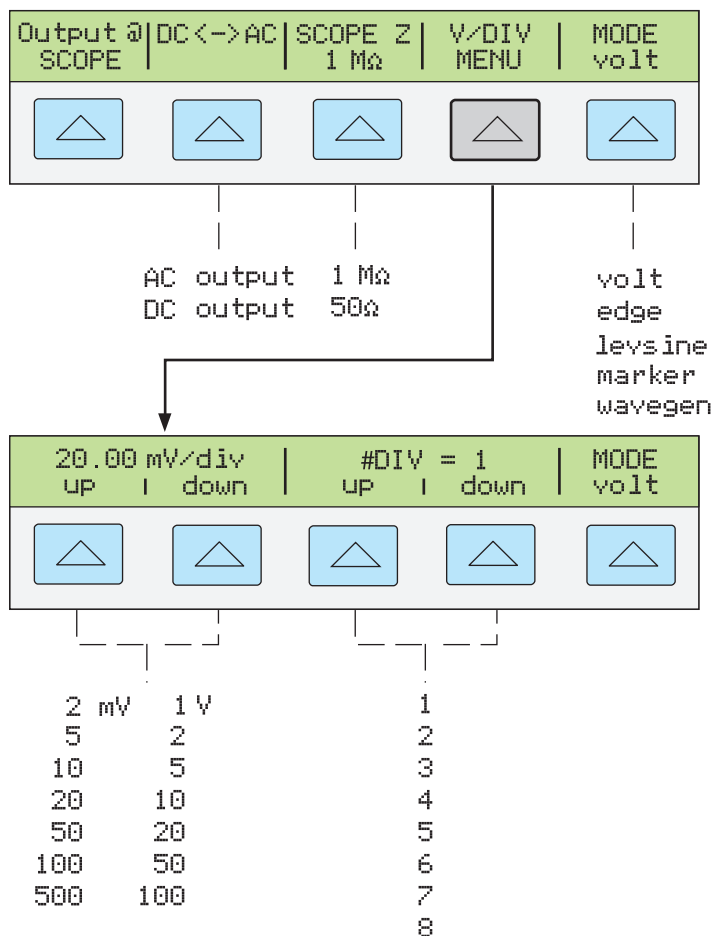 Output @ DC<->AC SCOPE Z V/DIV MODE
SCOPE 1 MΩ MENU volt
AC output 1 MΩ volt
DC output 50Ω edge
levsine
marker
wavegen
20.00 mV/div #DIV = 1 MODE
up down up down volt
2 mV 1 V 1
5 2 2
10 5 3
20 10 4
50 20 5
100 50 6
500 100 7
8